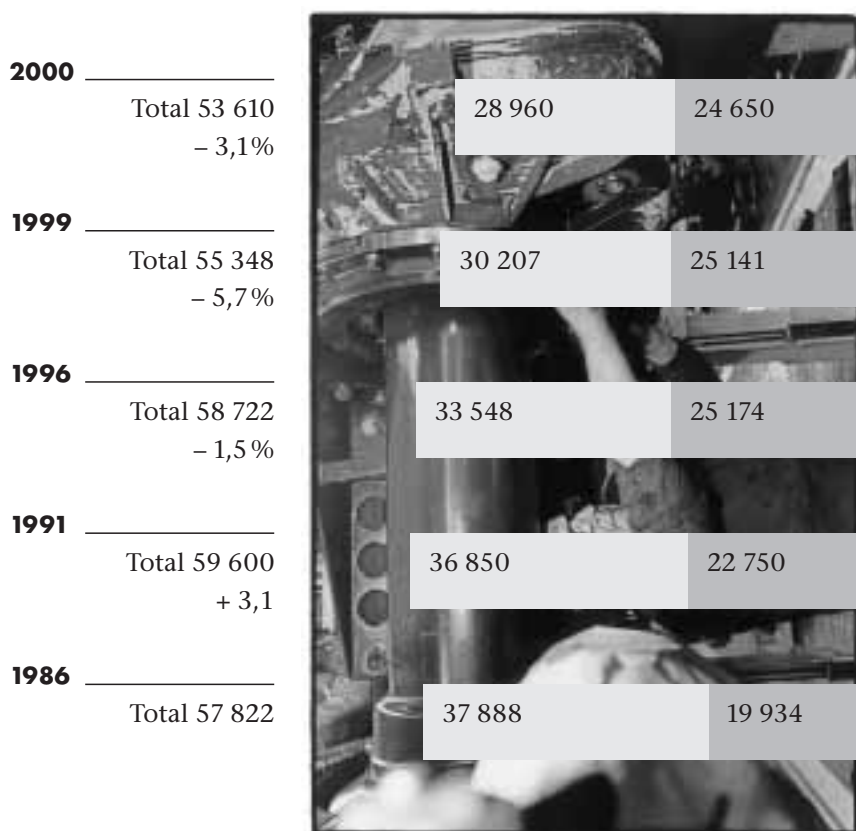 2000
Total 53 610 28 960 24 650
– 3,1%
1999
Total 55 348 30 207 25 141
– 5,7%
1996
Total 58 722 33 548 25 174
– 1,5%
1991
Total 59 600 36 850 22 750
+ 3,1
1986
Total 57 822 37 888 19 934